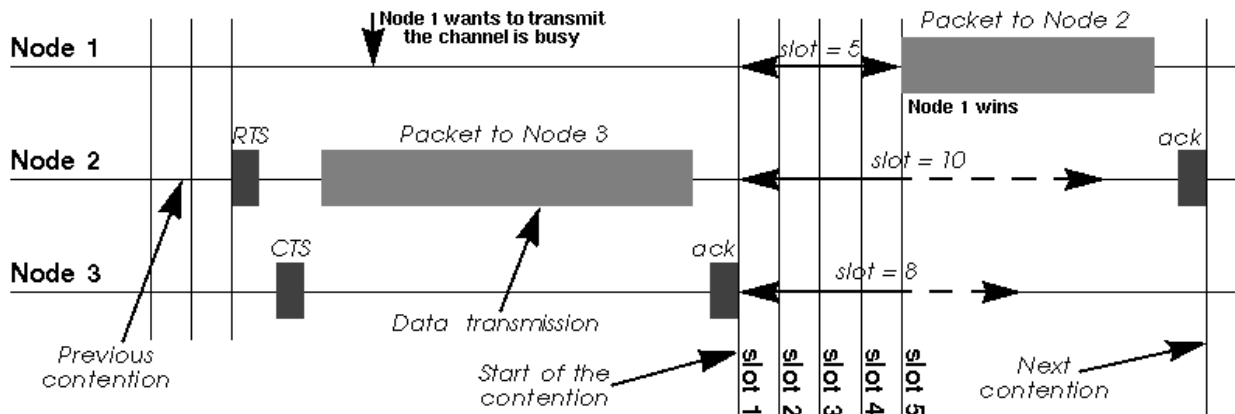 Node 1 wants to transmit
the channel is busy
Packet to Node 2
Node 1
slot = 5
Node 1 wins
RTS
Packet to Node 3
ack
Node 2
slot = 10
CTS
ack
Node 3
slot = 8
Data transmission
Previous
contention
Start of the
contention
slot 1
slot 2
slot 3
slot 4
slot 5
Next
contention